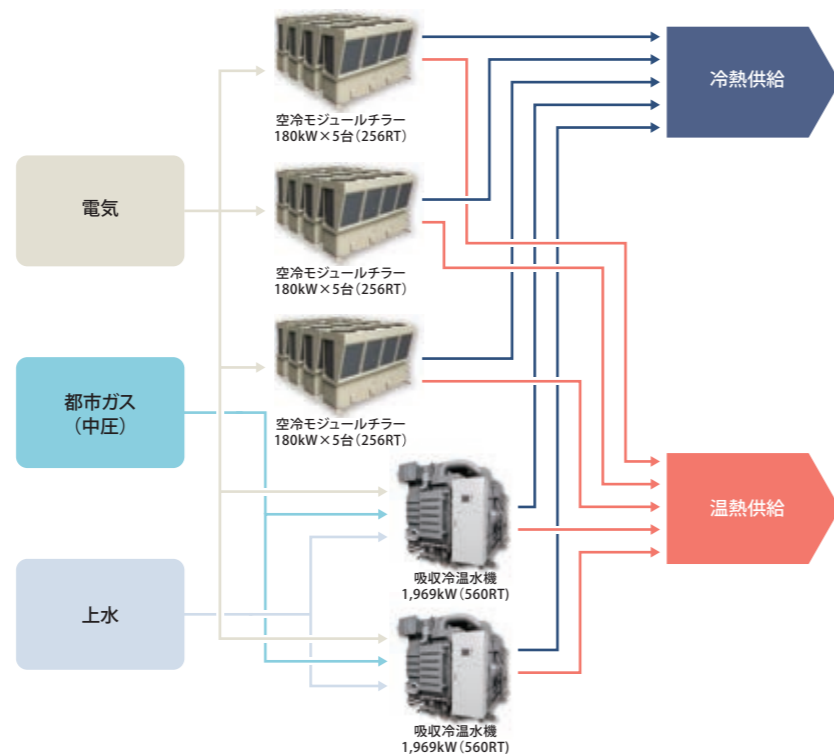 空冷モジュールチラー
180kW×5台(256RT)
冷熱供給
電気
空冷モジュールチラー
180kW×5台(256RT)
都市ガス
(中圧)
空冷モジュールチラー
180kW×5台(256RT)
温熱供給
吸収冷温水機
1,969kW(560RT)
上水
吸収冷温水機
1,969kW(560RT)